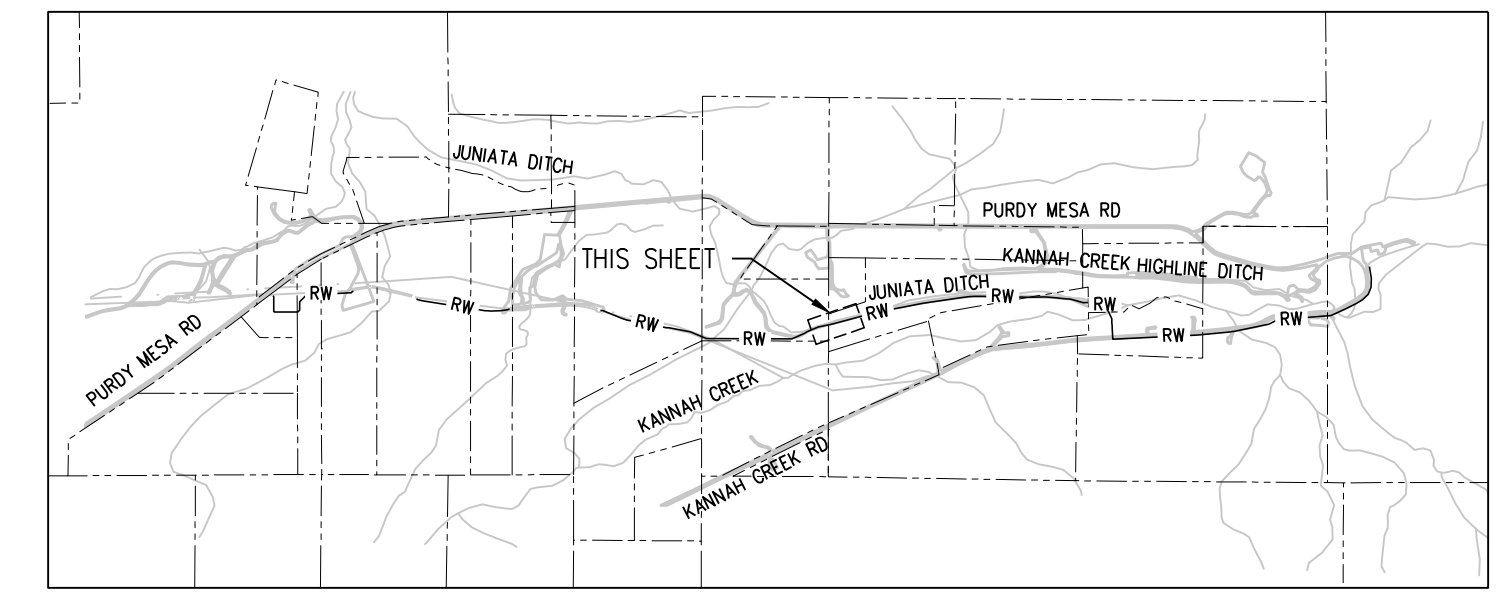 JUNIATA DITCH
PURDY MESA RD
THIS SHEET
KANNAH CREEK HIGHLINE DITCH
JUNIATA DITCH
RW
RW
RW
RW
RW
RW
RW
RW
RW
PURDY MESA RD
KANNAH CREEK
KANNAH CREEK RD